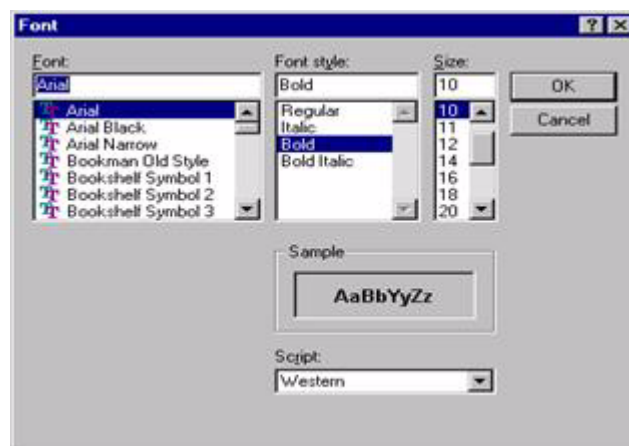 Font
Font:
Arial
Arial
Arial Black
Arial Narrow
Bookman Old Style
Bookshelf Symbol 1
Bookshelf Symbol 2
Bookshelf Symbol 3
Font style:
Bold
Regular
Italic
Bold
Bold Italic
Size:
10
10
11
12
14
16
18
20
OK
Cancel
Sample
AaBbYyZz
Script:
Western